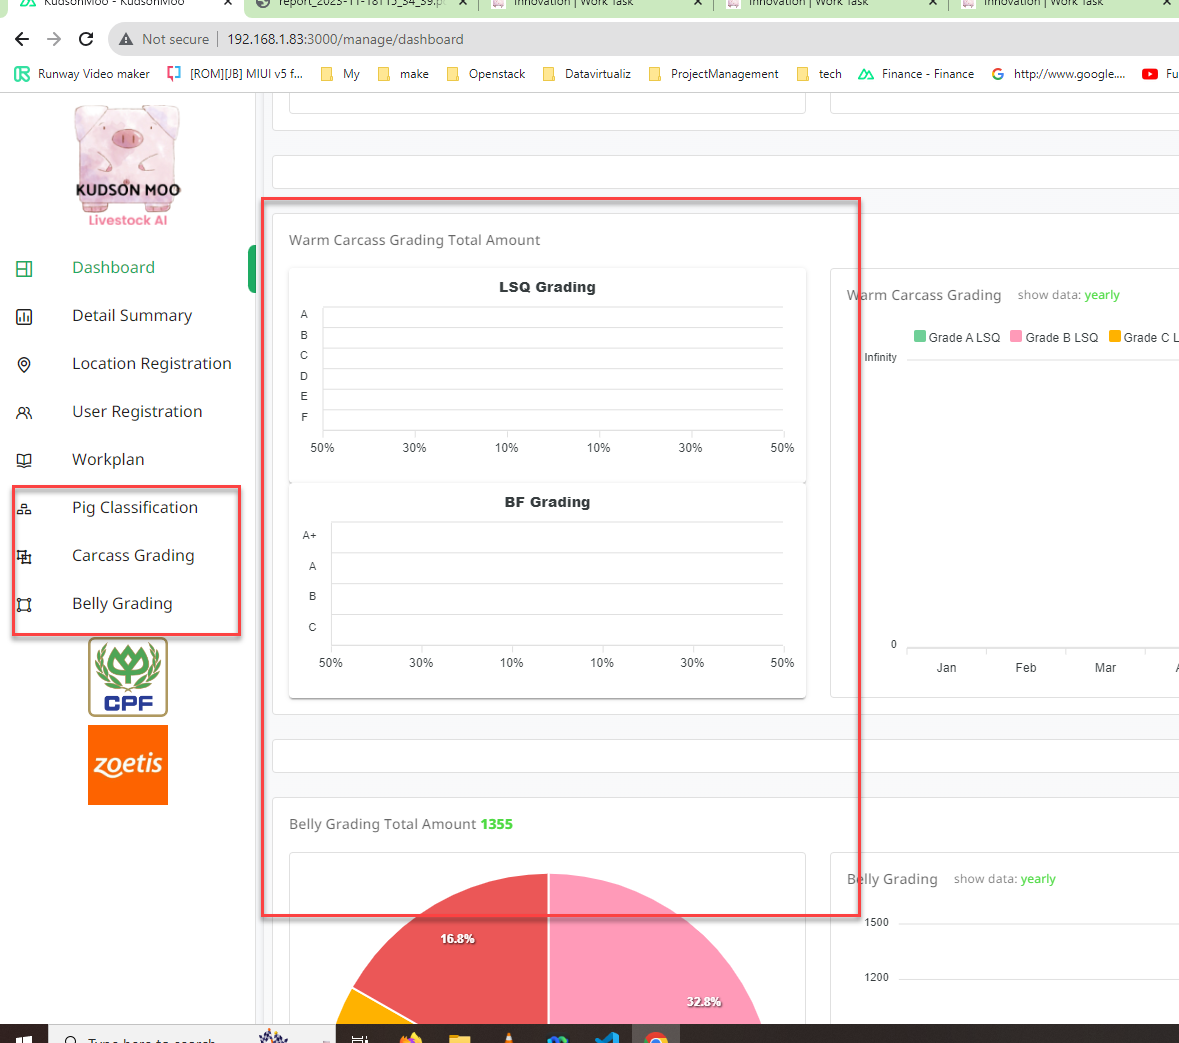 KudsonMoo - KudsonMoo
report_2023-11-18T15_34_39.pd
Innovation | Work Task
Innovation | Work Task
Innovation | Work Task
Not secure
192.168.1.83:3000/manage/dashboard
Runway Video maker
[ROM][JB] MIUI v5 f...
My
make
Openstack
Datavirtualiz
ProjectManagement
tech
Finance - Finance
http://www.google....
Fu
KUDSON MOO
Livestock AI
Dashboard
Detail Summary
Location Registration
User Registration
Workplan
Pig Classification
Carcass Grading
Belly Grading
CPF
zoetis
Warm Carcass Grading Total Amount
LSQ Grading
A
B
C
D
E
F
50% 30% 10% 10% 30% 50%
BF Grading
A+
A
B
C
50% 30% 10% 10% 30% 50%
Warm Carcass Grading show data: yearly
Grade A LSQ Grade B LSQ Grade C L
Infinity
0
Jan Feb Mar
Belly Grading Total Amount 1355
16.8%
32.8%
Belly Grading show data: yearly
1500
1200
Type here to search